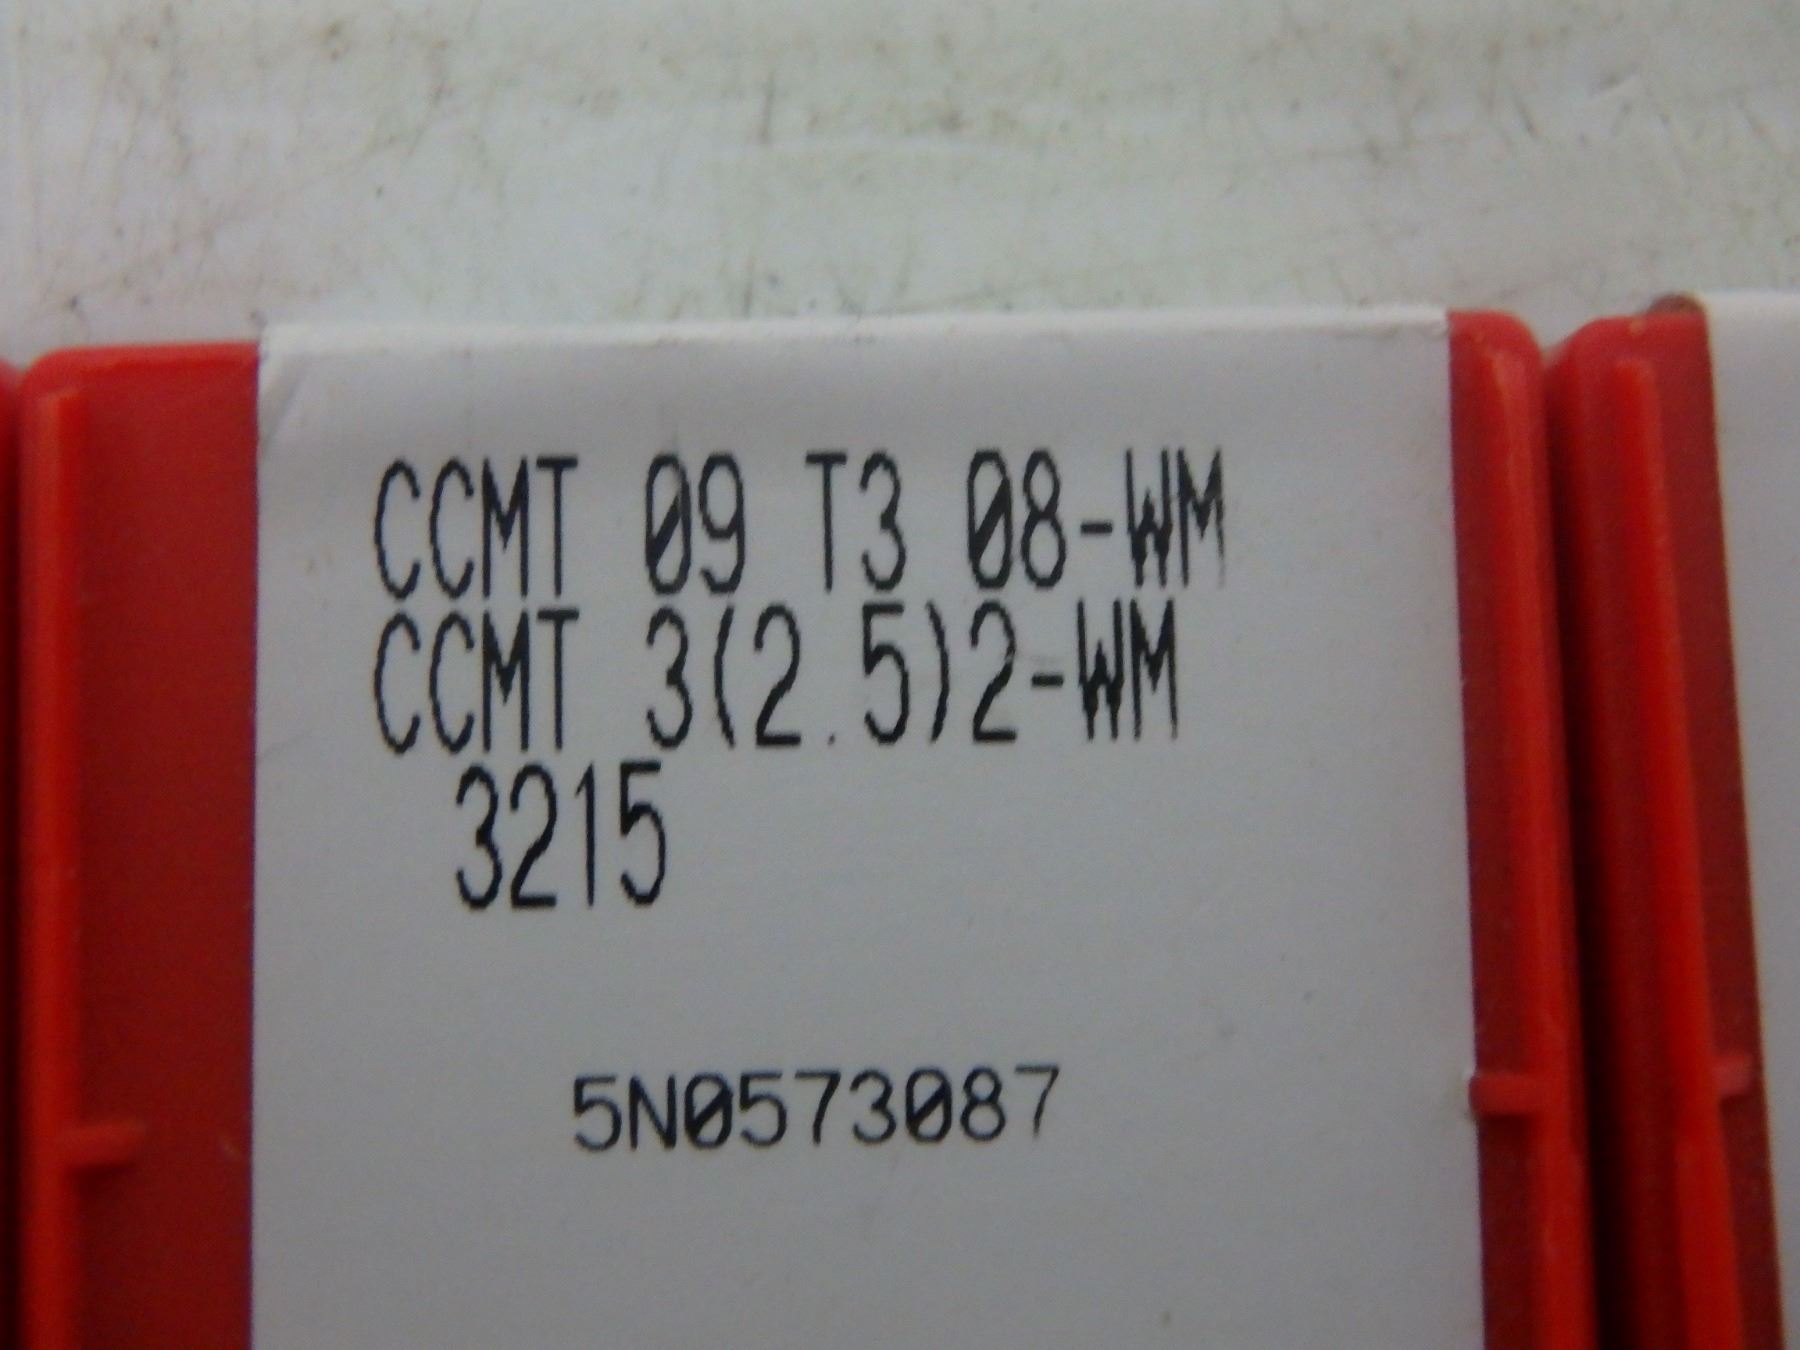 CCMT 09 T3 08-WM
CCMT 3(2.5)2-WM
3215
5N0573087